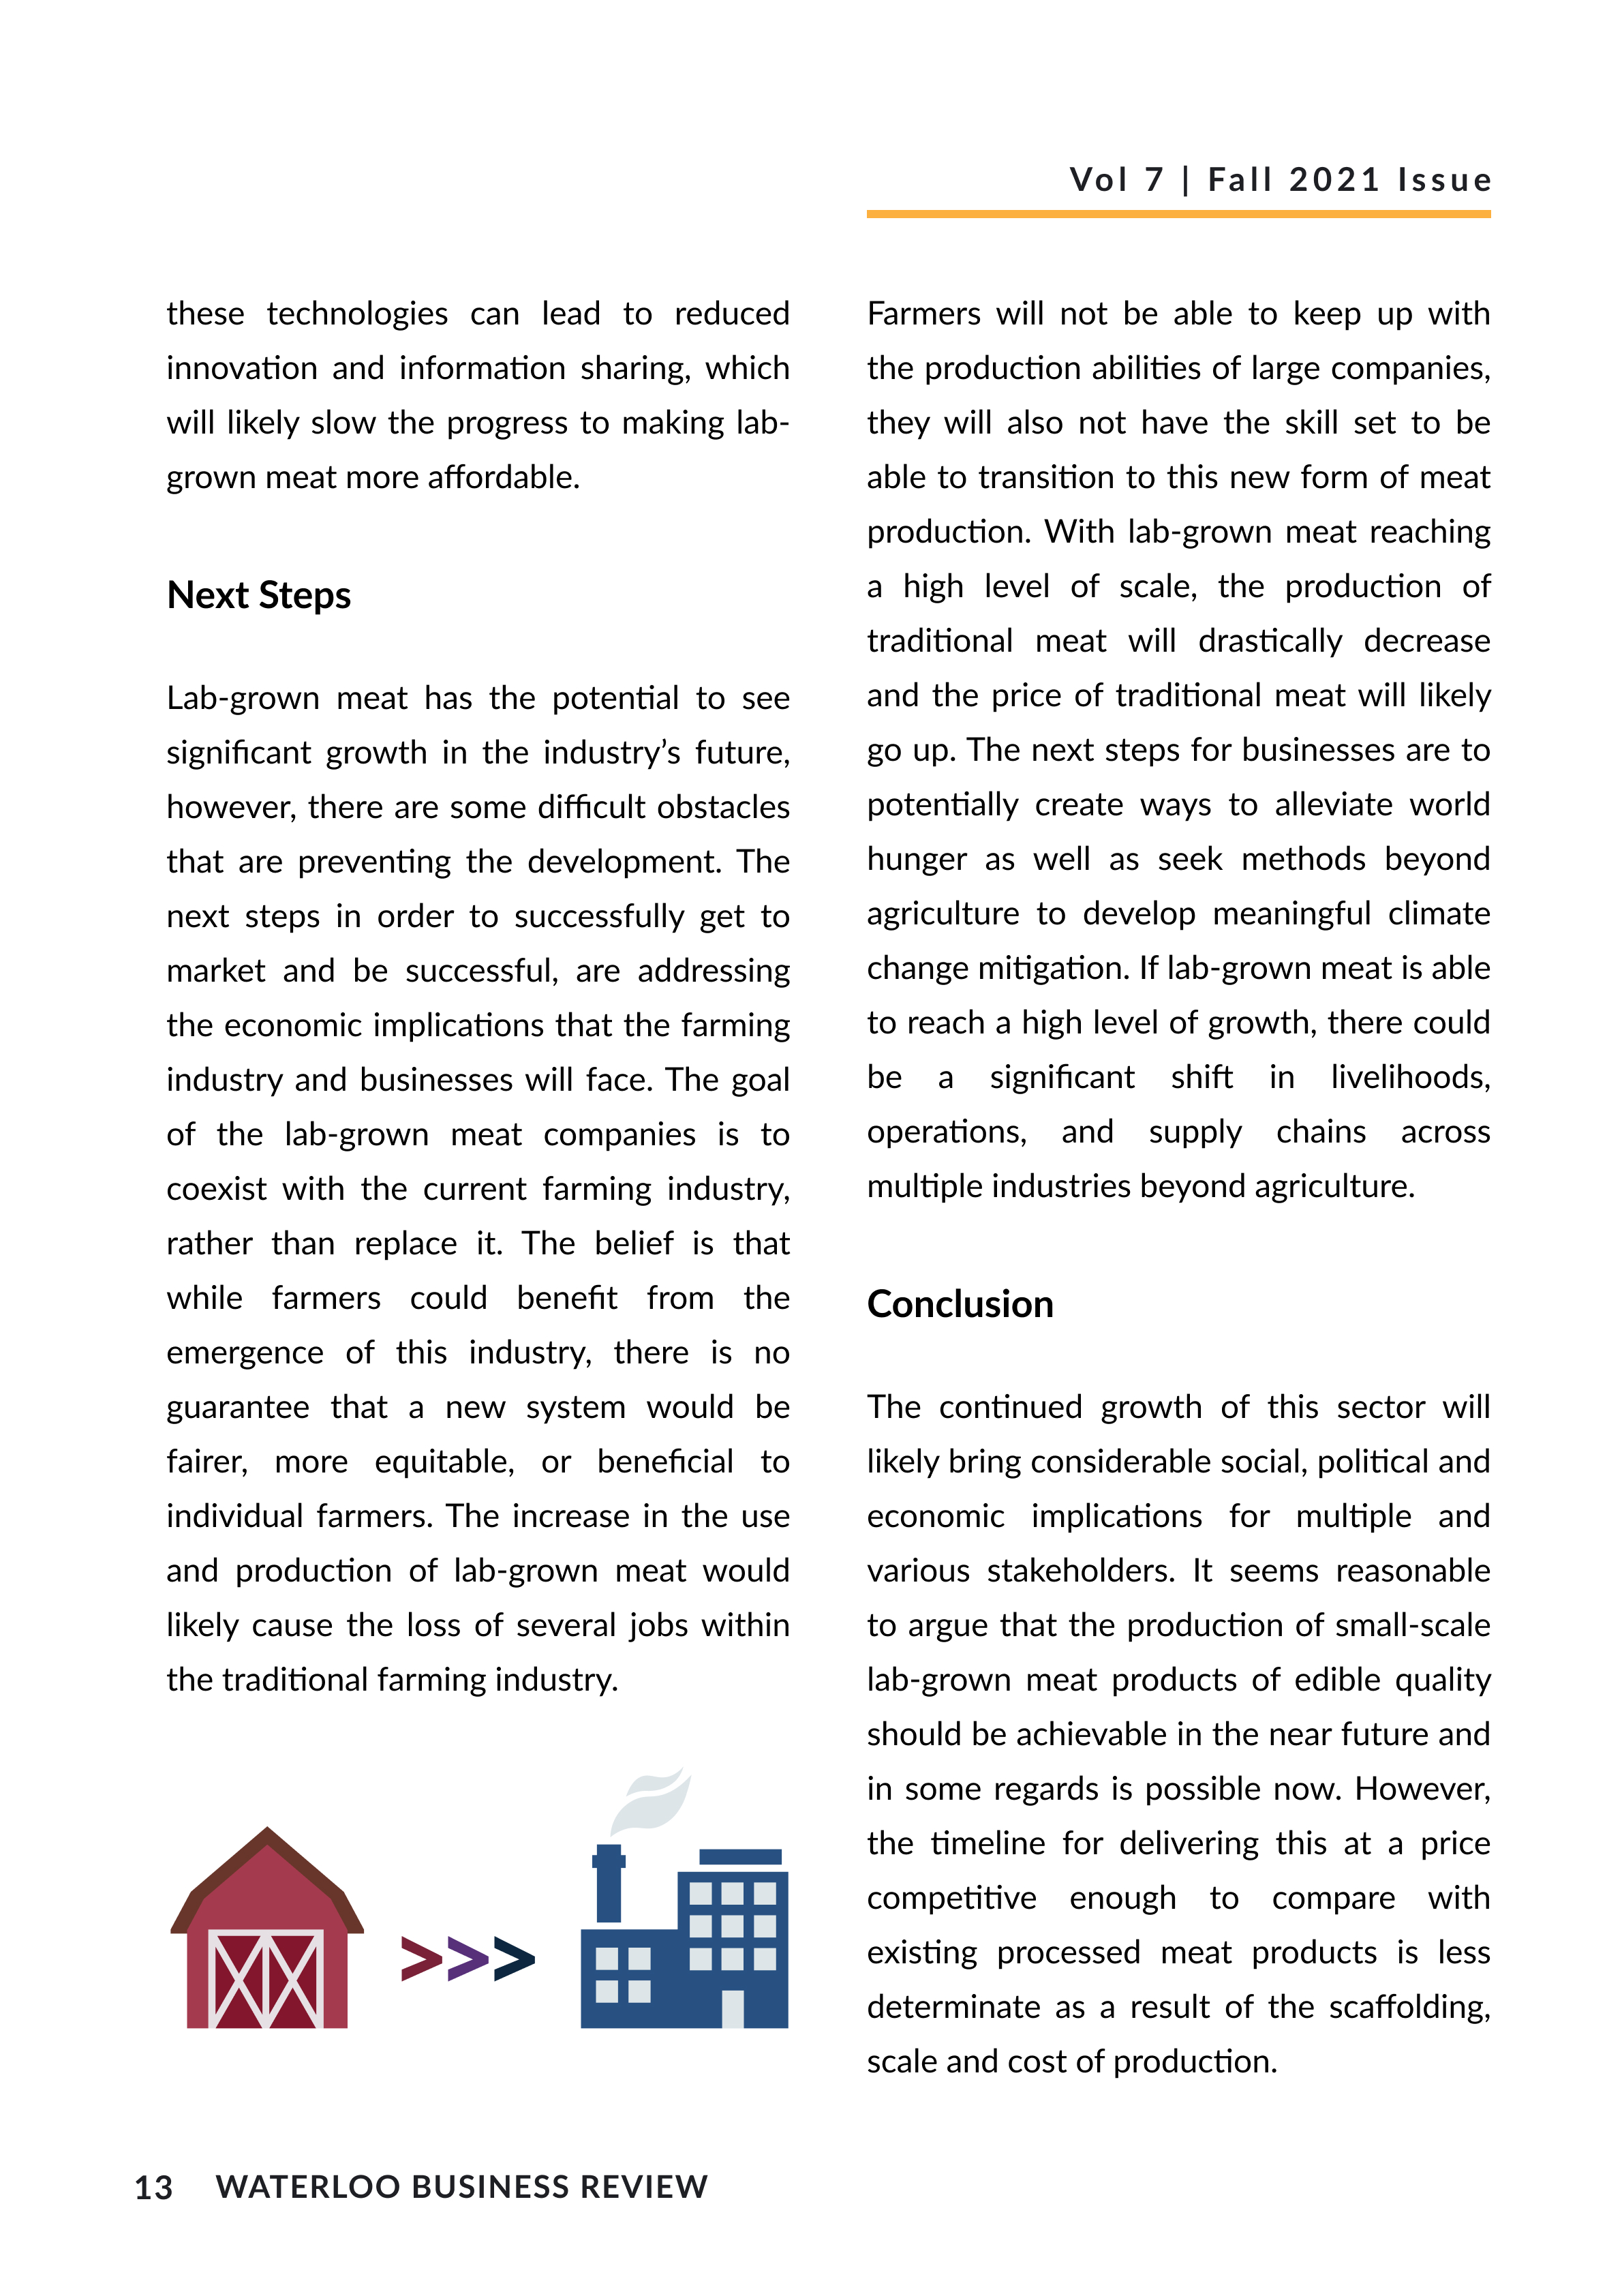 Vol 7 | Fall 2021 Issue
these technologies can lead to reduced
innovation and information sharing, which
will likely slow the progress to making lab-
grown meat more affordable.
Next Steps
Lab-grown meat has the potential to see
significant growth in the industry’s future,
however, there are some difficult obstacles
that are preventing the development. The
next steps in order to successfully get to
market and be successful, are addressing
the economic implications that the farming
industry and businesses will face. The goal
of the lab-grown meat companies is to
coexist with the current farming industry,
rather than replace it. The belief is that
while farmers could benefit from the
emergence of this industry, there is no
guarantee that a new system would be
fairer, more equitable, or beneficial to
individual farmers. The increase in the use
and production of lab-grown meat would
likely cause the loss of several jobs within
the traditional farming industry.
>>>
Farmers will not be able to keep up with
the production abilities of large companies,
they will also not have the skill set to be
able to transition to this new form of meat
production. With lab-grown meat reaching
a high level of scale, the production of
traditional meat will drastically decrease
and the price of traditional meat will likely
go up. The next steps for businesses are to
potentially create ways to alleviate world
hunger as well as seek methods beyond
agriculture to develop meaningful climate
change mitigation. If lab-grown meat is able
to reach a high level of growth, there could
be a significant shift in livelihoods,
operations, and supply chains across
multiple industries beyond agriculture.
Conclusion
The continued growth of this sector will
likely bring considerable social, political and
economic implications for multiple and
various stakeholders. It seems reasonable
to argue that the production of small-scale
lab-grown meat products of edible quality
should be achievable in the near future and
in some regards is possible now. However,
the timeline for delivering this at a price
competitive enough to compare with
existing processed meat products is less
determinate as a result of the scaffolding,
scale and cost of production.
13 WATERLOO BUSINESS REVIEW